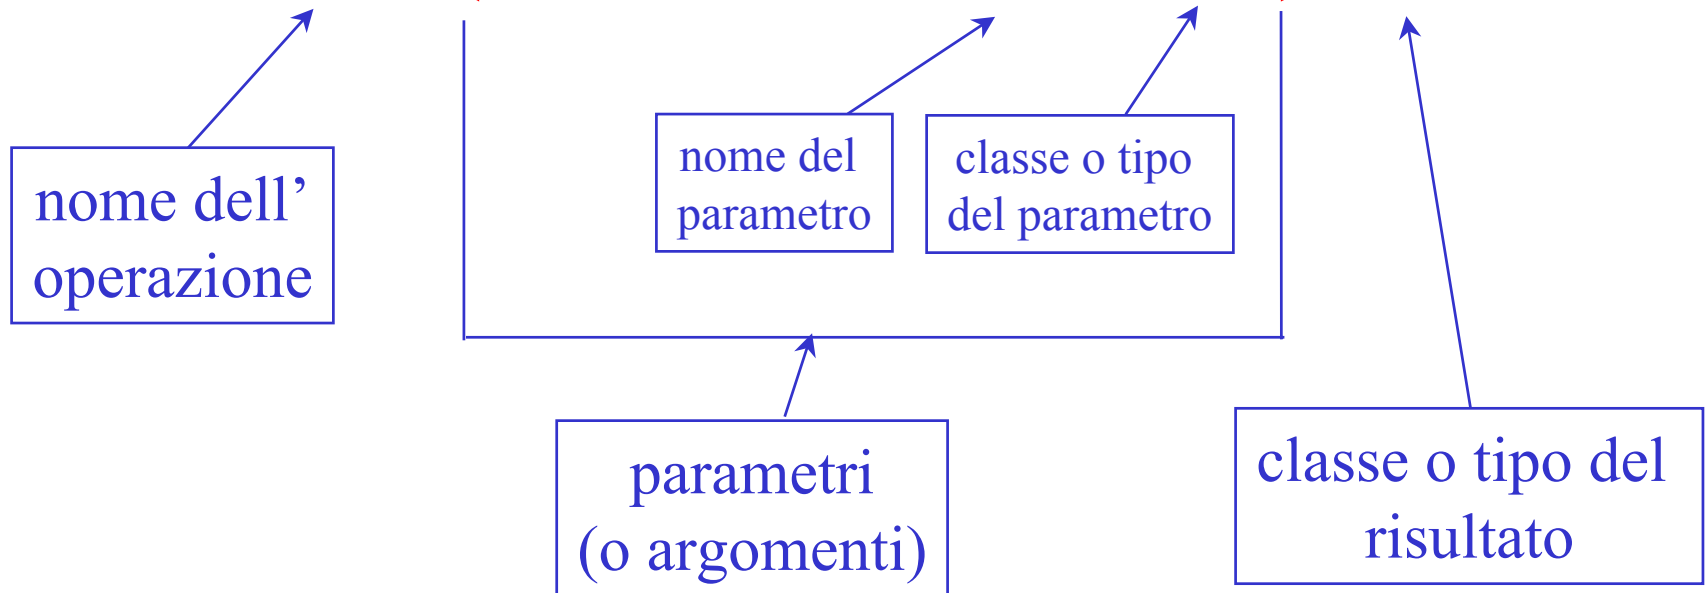 nome del
parametro
classe o tipo
del parametro
nome dell’
operazione
parametri
(o argomenti)
classe o tipo del
risultato